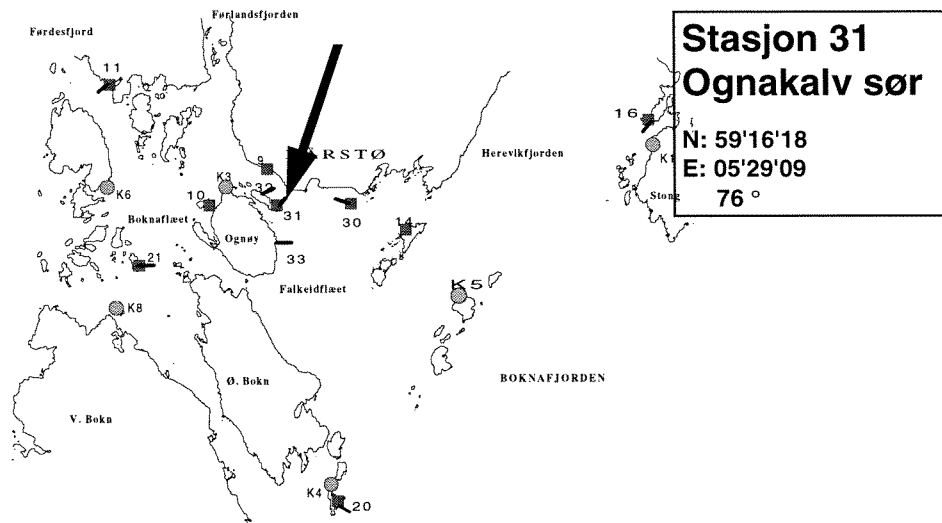 Førlandsfjorden
Førdesfjord
11
Stasjon 31
Ognakalv sør
N: 59'16'18
E: 05'29'09
76 °
16
K1
Stong
9
ÅRSTØ
Herevikfjorden
K6
K3
32
10
31
30
14
Boknaflæet
Ognøy
33
21
Falkeidflæet
K5
K8
Ø. Bokn
BOKNAFJORDEN
V. Bokn
K4
20